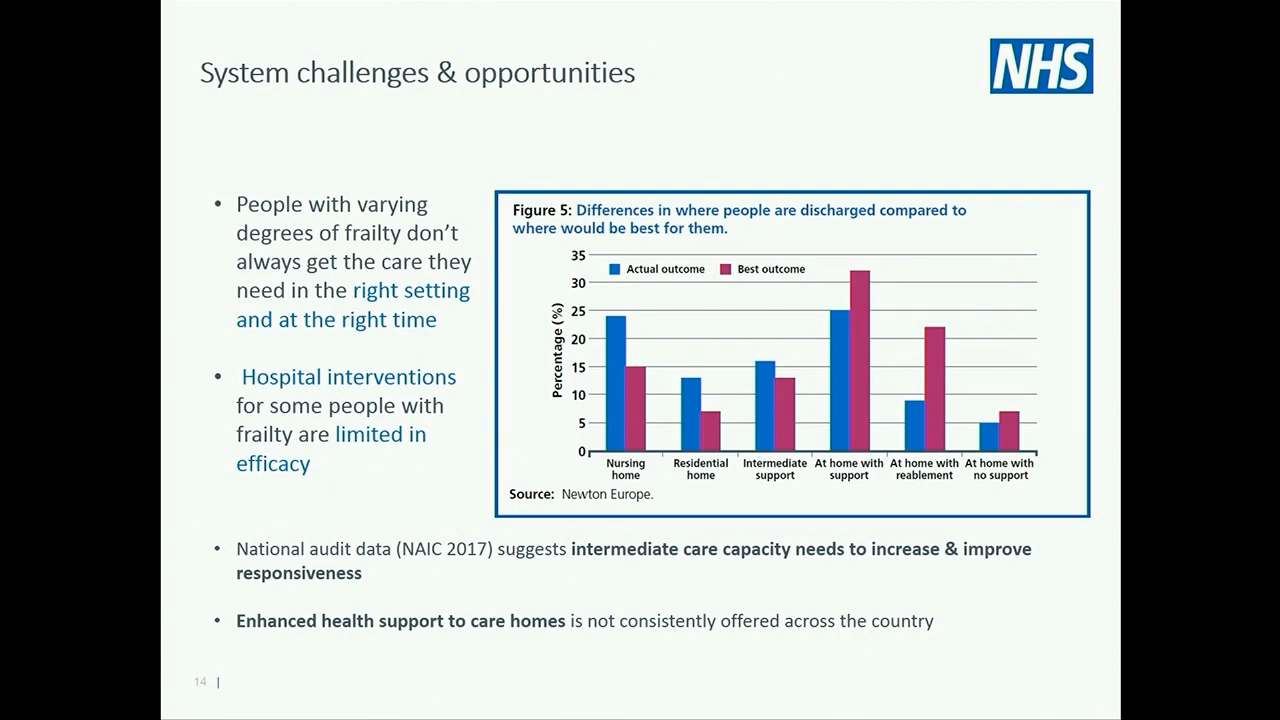 System challenges & opportunities
NHS
• People with varying
degrees of frailty don’t
always get the care they
need in the right setting
and at the right time
• Hospital interventions
for some people with
frailty are limited in
efficacy
Figure 5: Differences in where people are discharged compared to
where would be best for them.
Actual outcome Best outcome
Percentage (%)
35
30
25
20
15
10
5
0
Nursing home
Residential home
Intermediate support
At home with support
At home with reablement
At home with no support
Source: Newton Europe.
• National audit data (NAIC 2017) suggests intermediate care capacity needs to increase & improve
responsiveness
• Enhanced health support to care homes is not consistently offered across the country
14 |